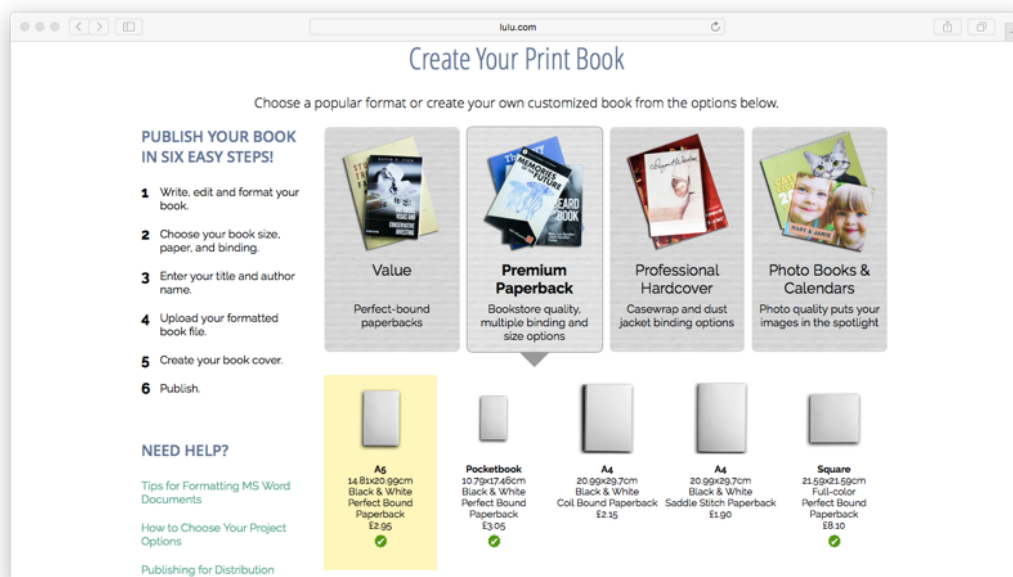 lulu.com
Create Your Print Book
Choose a popular format or create your own customized book from the options below.
PUBLISH YOUR BOOK
IN SIX EASY STEPS!
1 Write, edit and format your
book.
2 Choose your book size,
paper, and binding.
3 Enter your title and author
name.
4 Upload your formatted
book file.
5 Create your book cover.
6 Publish.
NEED HELP?
Tips for Formatting MS Word
Documents
How to Choose Your Project
Options
Publishing for Distribution
Value
Perfect-bound
paperbacks
MEMORIES
OF THE
FUTURE
BEARD
BOOK
Premium
Paperback
Bookstore quality,
multiple binding and
size options
Professional
Hardcover
Casewrap and dust
jacket binding options
MARY & JAMIE
Photo Books &
Calendars
Photo quality puts your
images in the spotlight
A5
14.81x20.99cm
Black & White
Perfect Bound
Paperback
£2.95
Pocketbook
10.79x17.46cm
Black & White
Perfect Bound
Paperback
£3.05
A4
20.99x29.7cm
Black & White
Coil Bound Paperback
£2.15
A4
20.99x29.7cm
Black & White
Saddle Stitch Paperback
£1.90
Square
21.59x21.59cm
Full-color
Perfect Bound
Paperback
£8.10